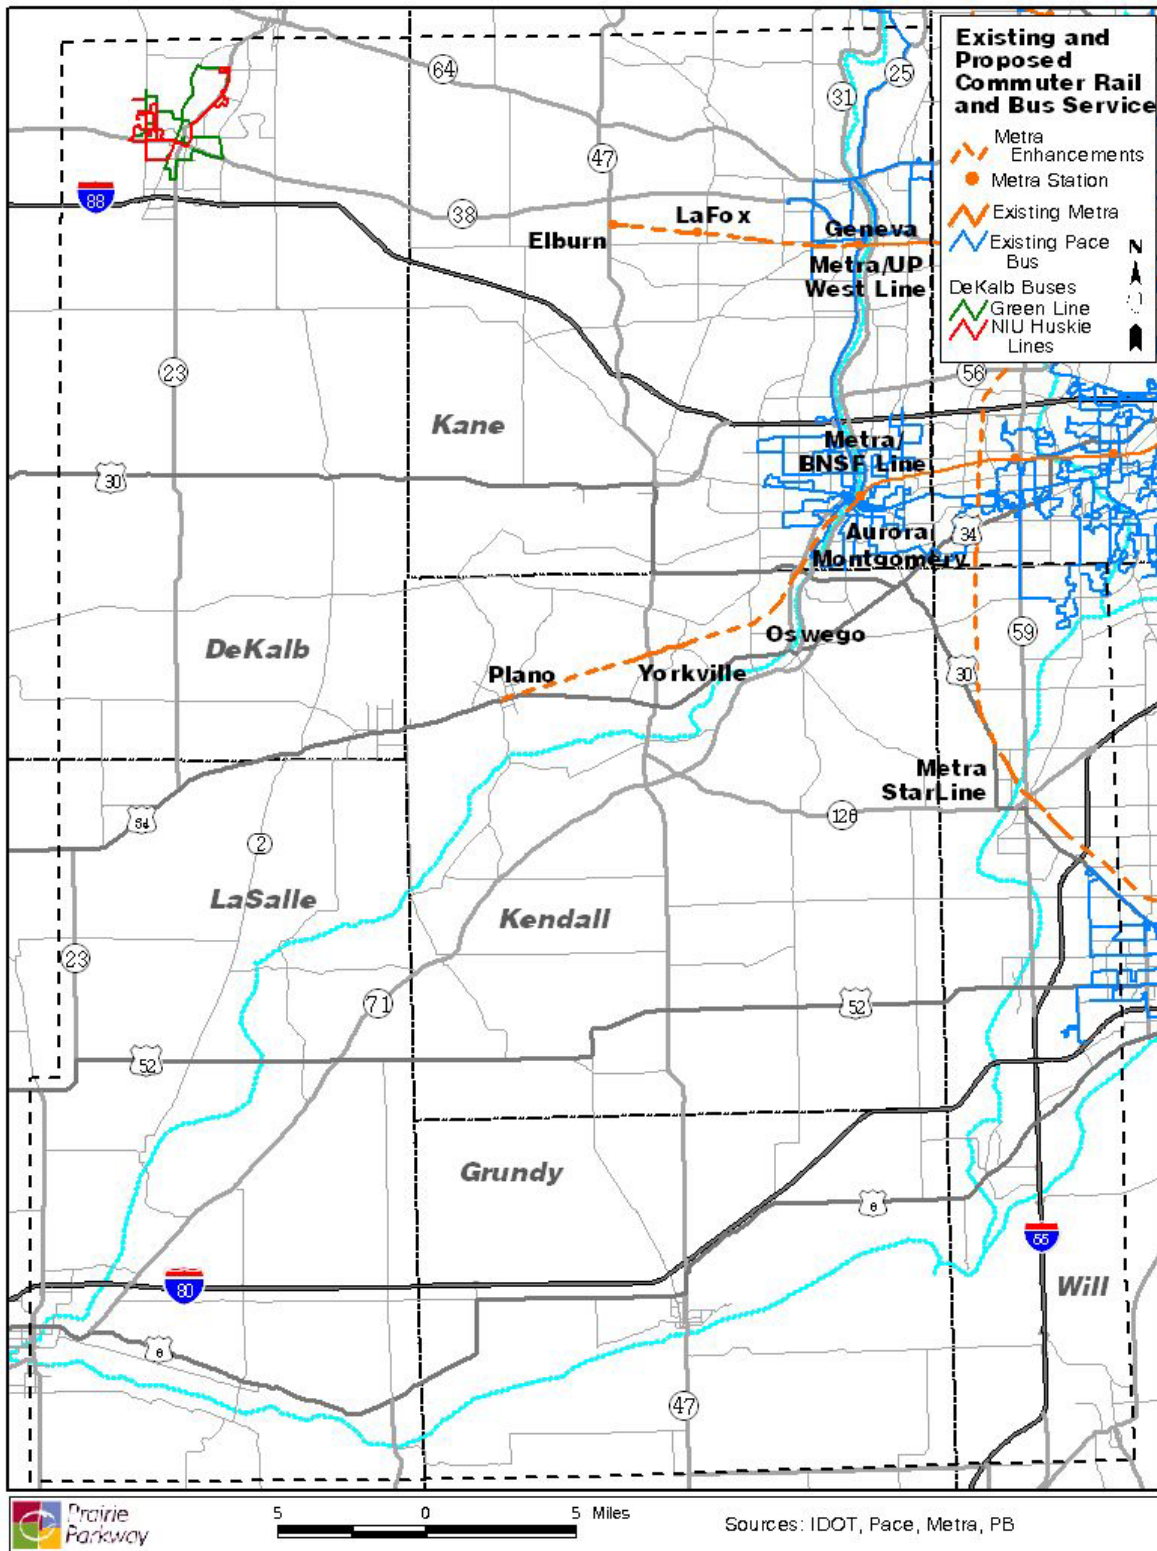 Existing and
Proposed
Commuter Rail
and Bus Service
Metra
Enhancements
Metra Station
Existing Metra
Existing Pace
Bus
N
DeKalb Buses
Green Line
NIU Huskie
Lines
64
25
31
47
88
38
LaFox
Elburn
Geneva
Metra/UP
West Line
23
56
Kane
Metra/
BNSF Line
30
34
Aurora
Montgomery
59
DeKalb
Oswego
Plano
Yorkville
30
Metra
StarLine
34
126
2
LaSalle
Kendall
23
71
52
52
Grundy
6
55
80
Will
6
47
Prairie
Parkway
5 0 5 Miles
Sources: IDOT, Pace, Metra, PB